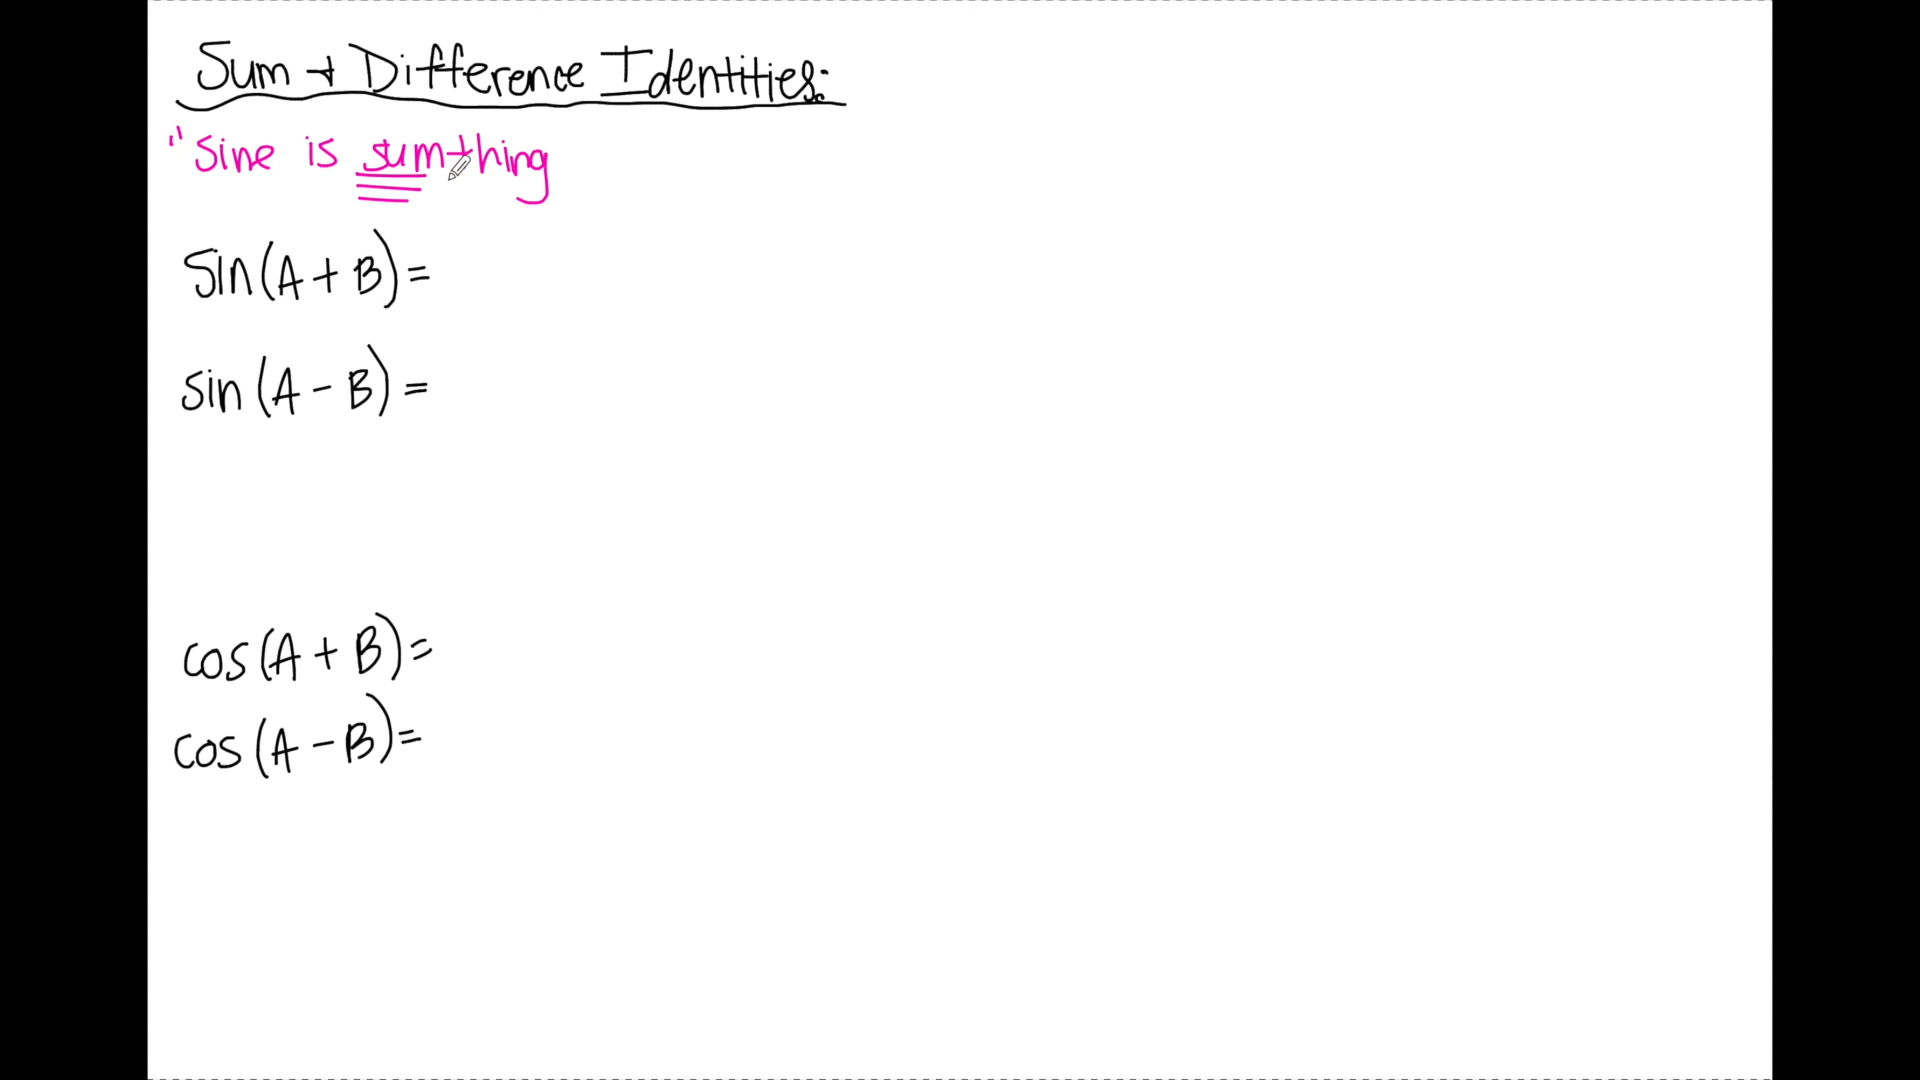 Sum + Difference Identities:
"Sine is sumthing
Sin(A + B) =
sin (A - B) =
cos (A + B) =
cos (A - B) =